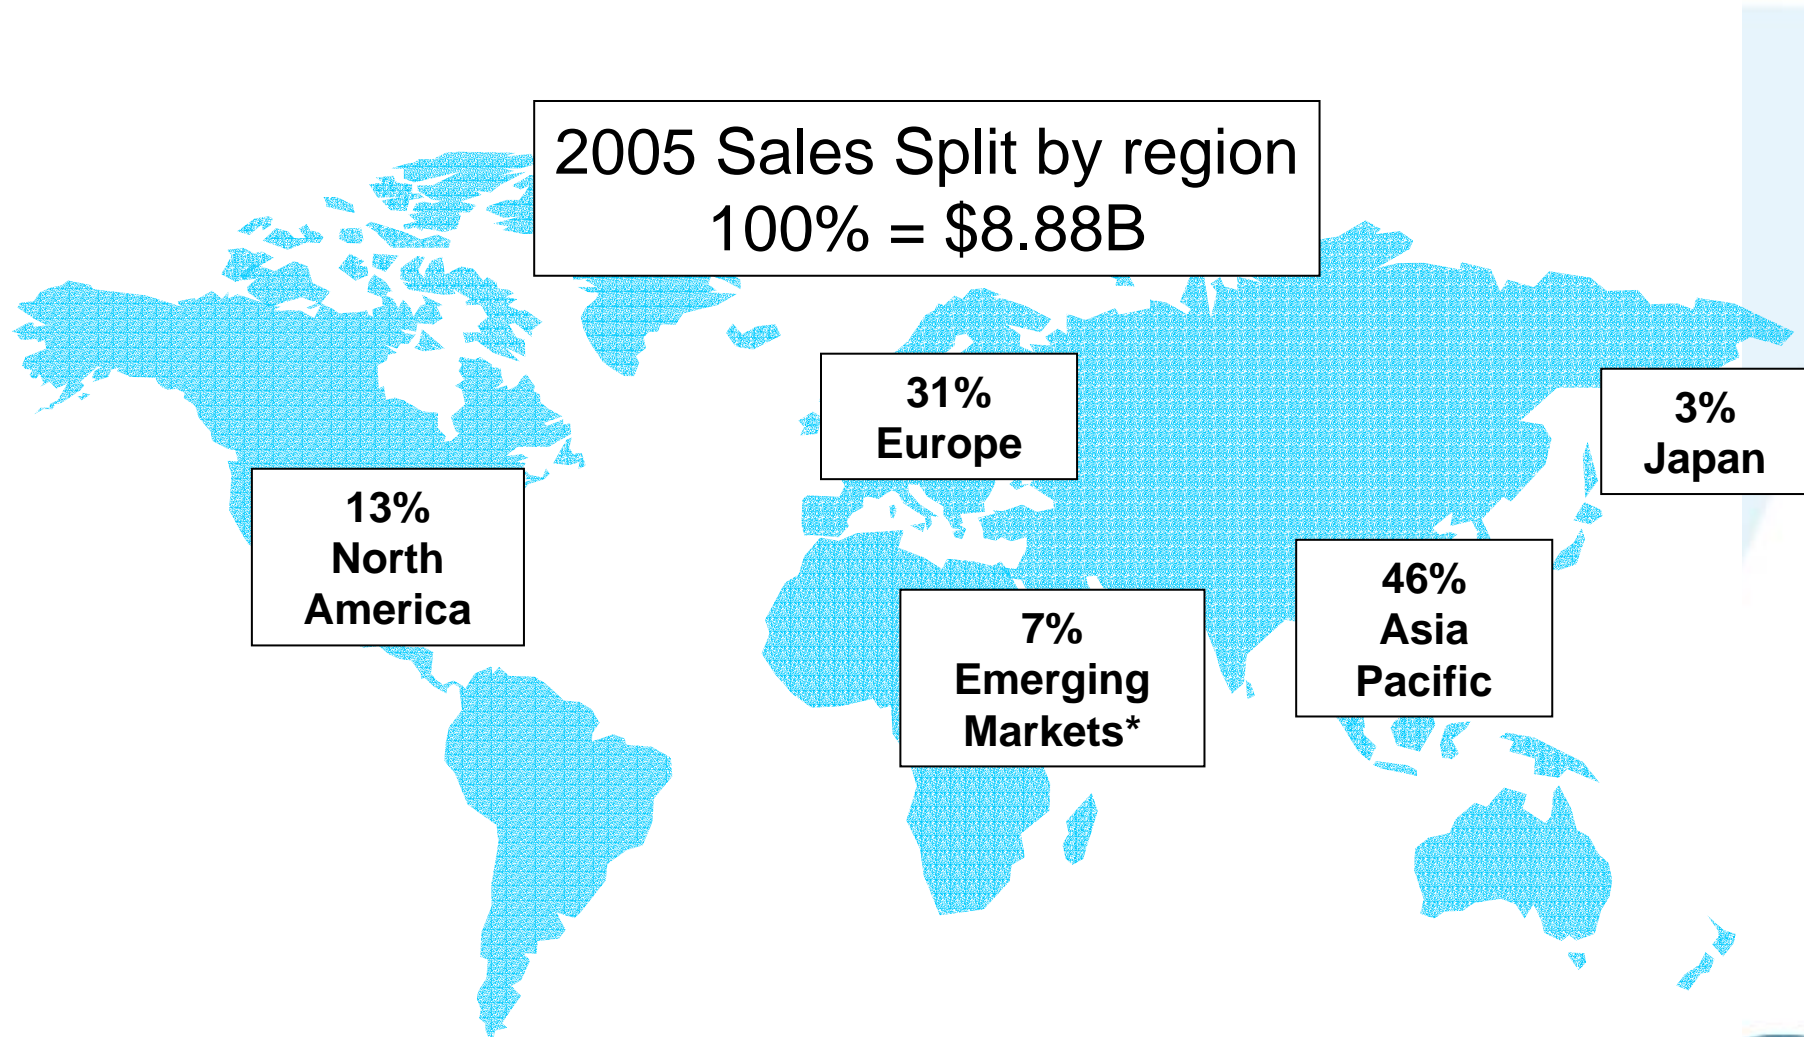 2005 Sales Split by region
100% = $8.88B
31%
Europe
3%
Japan
13%
North
America
46%
Asia
Pacific
7%
Emerging
Markets*